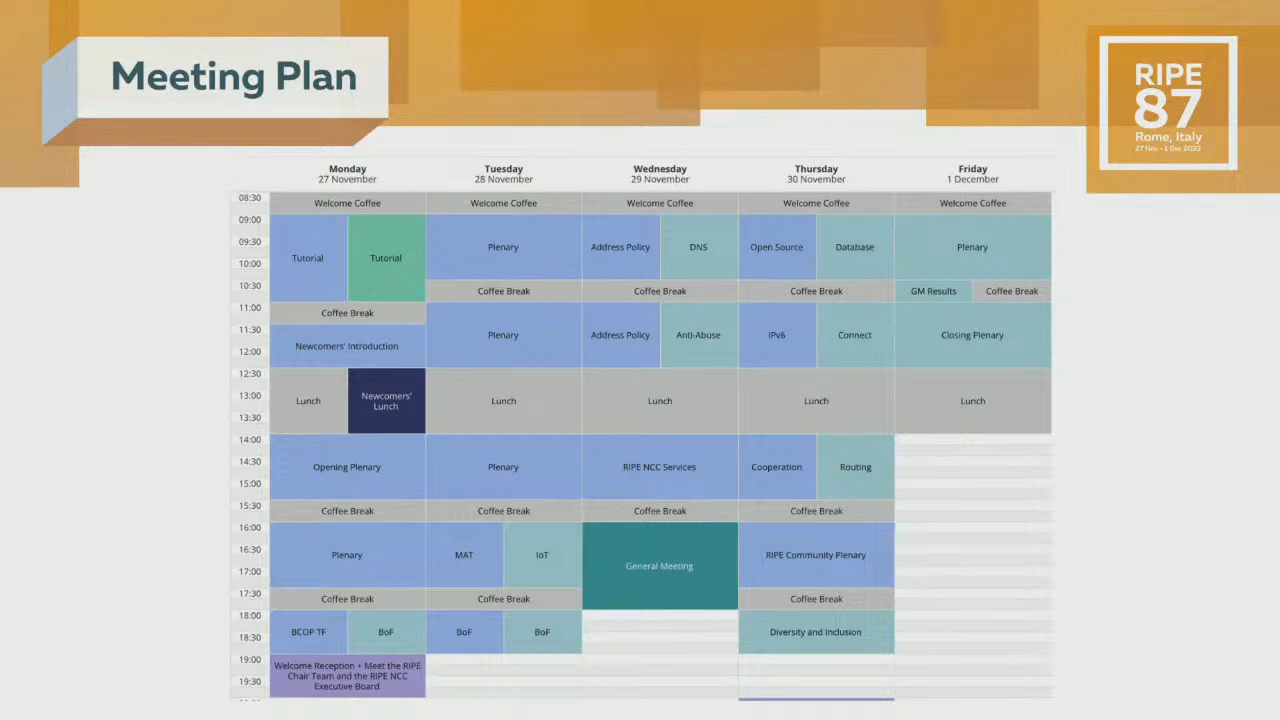 Meeting Plan
RIPE
87
Rome, Italy
27 Nov - 1 Dec 2023
Monday Tuesday Wednesday Thursday Friday
27 November 28 November 29 November 30 November 1 December
08:30 Welcome Coffee Welcome Coffee Welcome Coffee Welcome Coffee Welcome Coffee
09:00
09:30 Plenary Address Policy DNS Open Source Database Plenary
Tutorial Tutorial
10:00
10:30 Coffee Break Coffee Break Coffee Break GM Results Coffee Break
11:00 Coffee Break
11:30 Plenary Address Policy Anti-Abuse IPv6 Connect Closing Plenary
Newcomers' Introduction
12:00
12:30
13:00 Lunch Newcomers' Lunch Lunch Lunch Lunch Lunch
13:30
14:00
14:30 Opening Plenary Plenary RIPE NCC Services Cooperation Routing
15:00
15:30 Coffee Break Coffee Break Coffee Break Coffee Break
16:00
16:30 Plenary MAT IoT General Meeting RIPE Community Plenary
17:00
17:30 Coffee Break Coffee Break Coffee Break
18:00
18:30 BCOP TF BoF BoF BoF Diversity and Inclusion
19:00 Welcome Reception + Meet the RIPE
Chair Team and the RIPE NCC
19:30 Executive Board